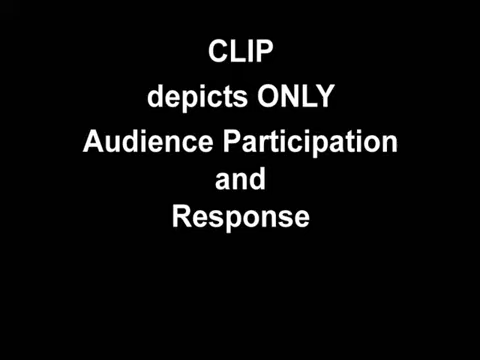 CLIP
depicts ONLY
Audience Participation
and
Response